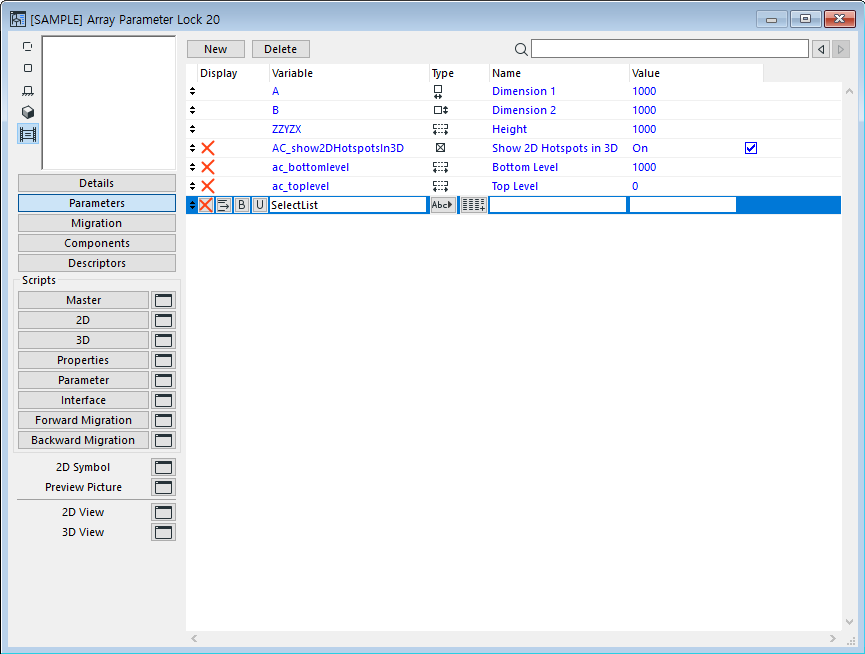 [SAMPLE] Array Parameter Lock 20
New Delete
Display Variable Type Name Value
A Dimension 1 1000
B Dimension 2 1000
ZZYZX Height 1000
AC_show2DHotspotsIn3D Show 2D Hotspots in 3D On
ac_bottomlevel Bottom Level 1000
ac_toplevel Top Level 0
B U SelectList Abc
Details
Parameters
Migration
Components
Descriptors
Scripts
Master
2D
3D
Properties
Parameter
Interface
Forward Migration
Backward Migration
2D Symbol
Preview Picture
2D View
3D View